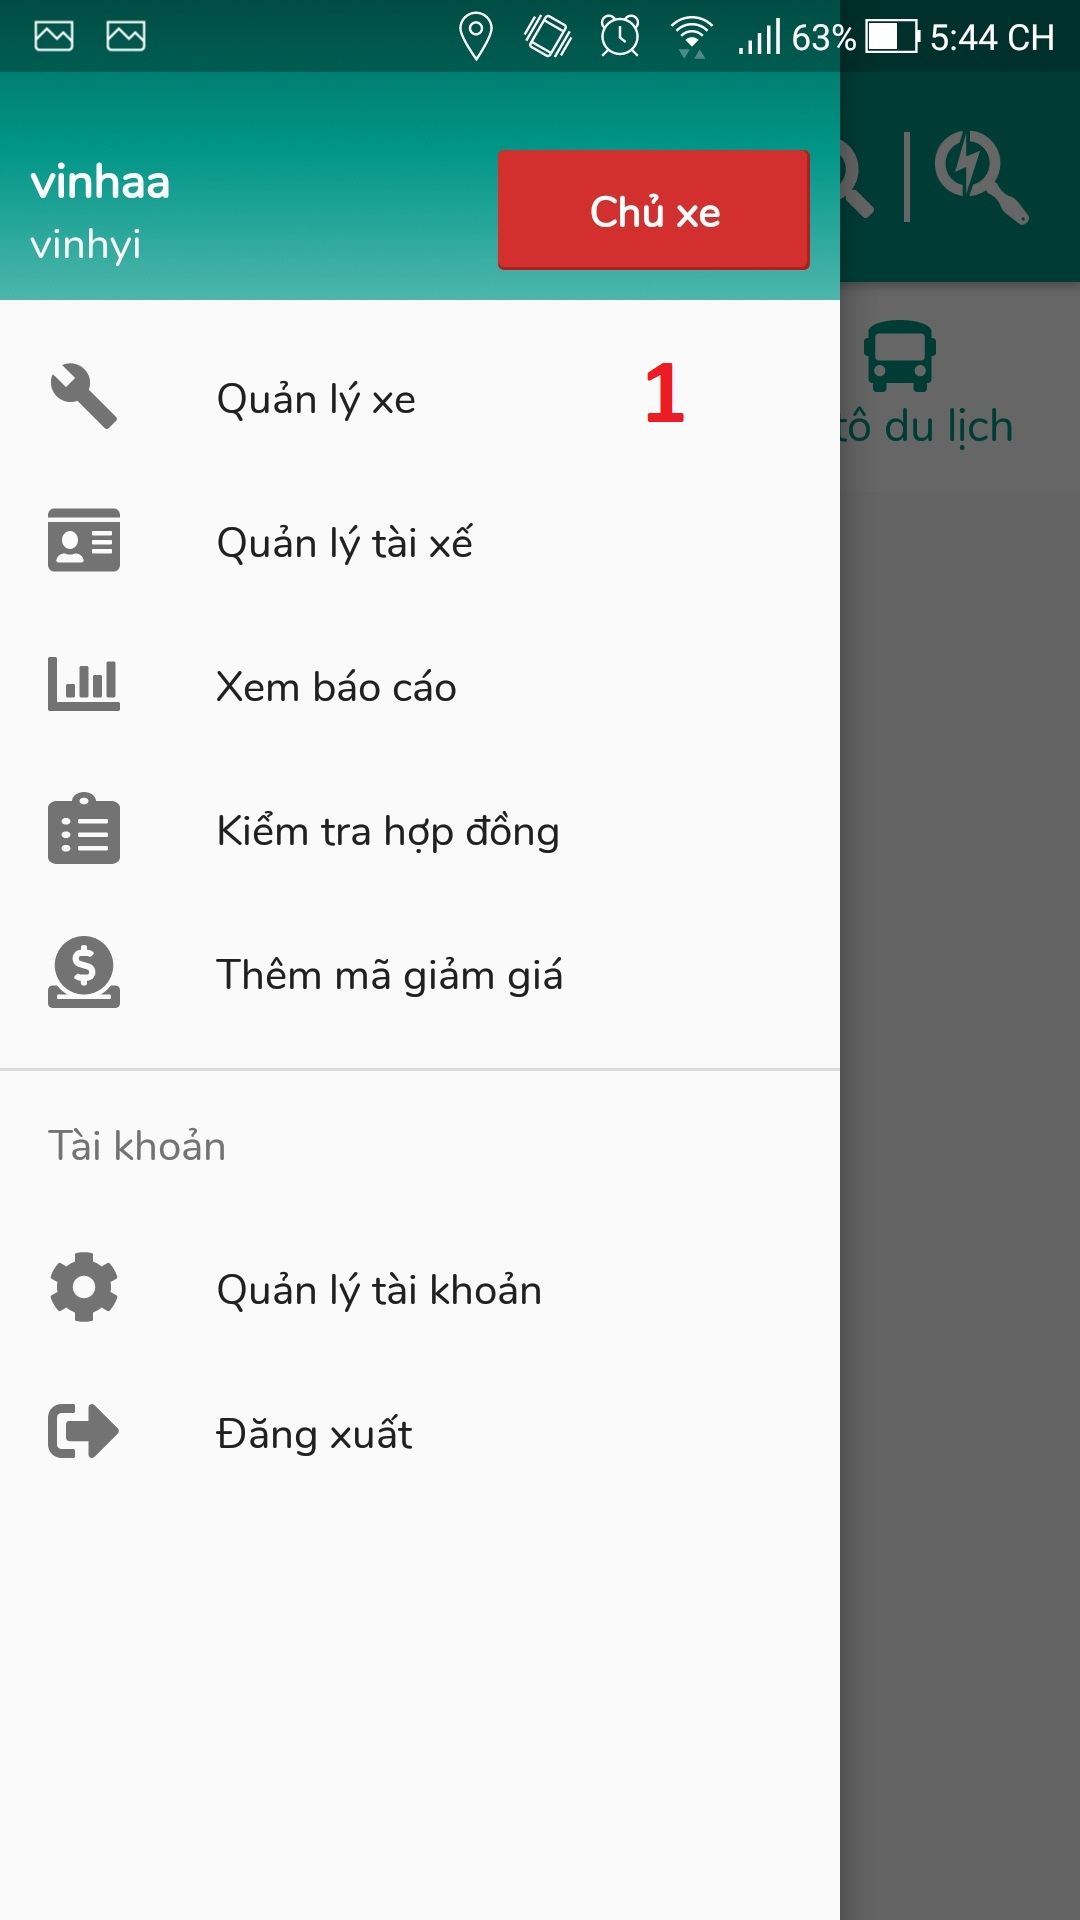 63% 5:44 CH
vinhaa
vinhyi
Chủ xe
Quản lý xe 1
tô du lịch
Quản lý tài xế
Xem báo cáo
Kiểm tra hợp đồng
Thêm mã giảm giá
Tài khoản
Quản lý tài khoản
Đăng xuất